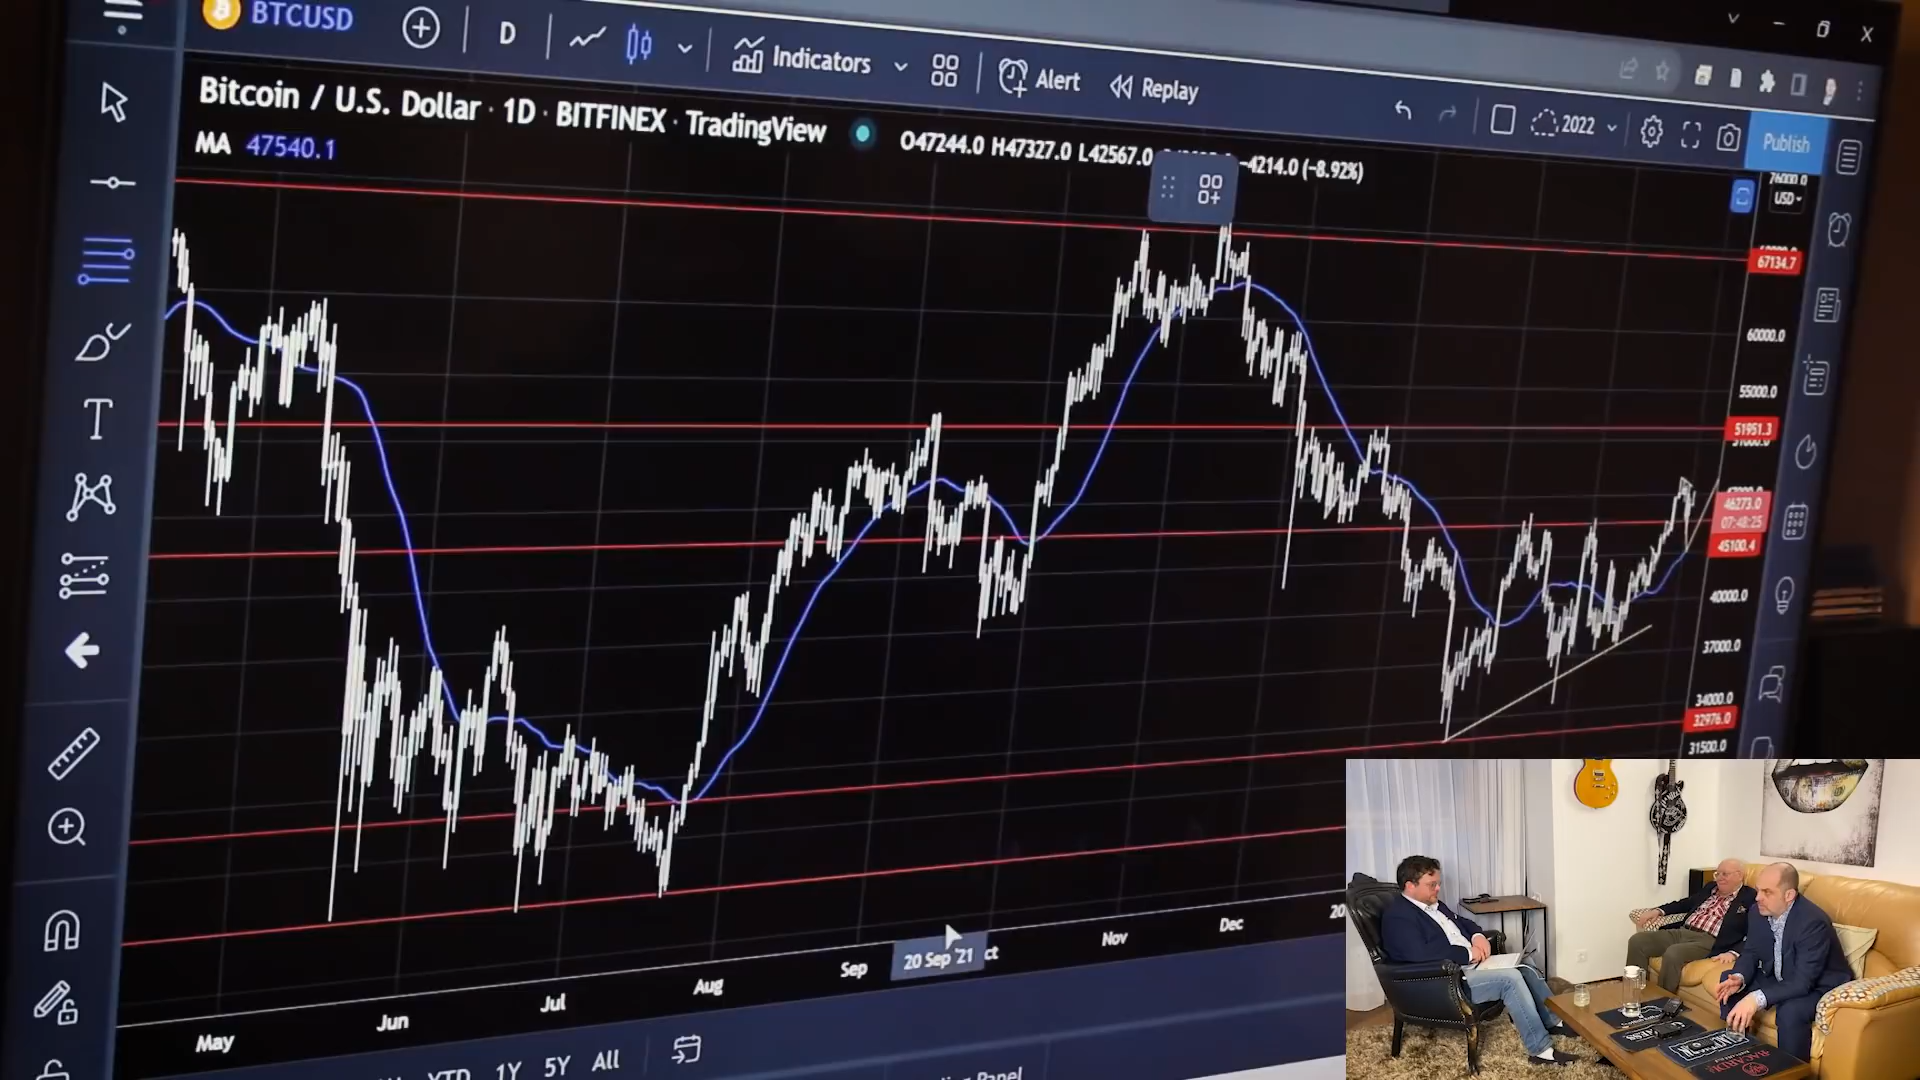 BTCUSD
D
Indicators
Alert
Replay
2022
Publish
Bitcoin / U.S. Dollar · 1D · BITFINEX · TradingView
O47244.0 H47327.0 L42567.0
−4214.0 (−8.92%)
MA 47540.1
USD
67134.7
60000.0
55000.0
51951.3
46273.0
07:48:25
45100.4
40000.0
37000.0
34000.0
32976.0
31500.0
May
Jun
Jul
Aug
Sep
20 Sep '21
Nov
Dec
YTD
1Y
5Y
All
Panel